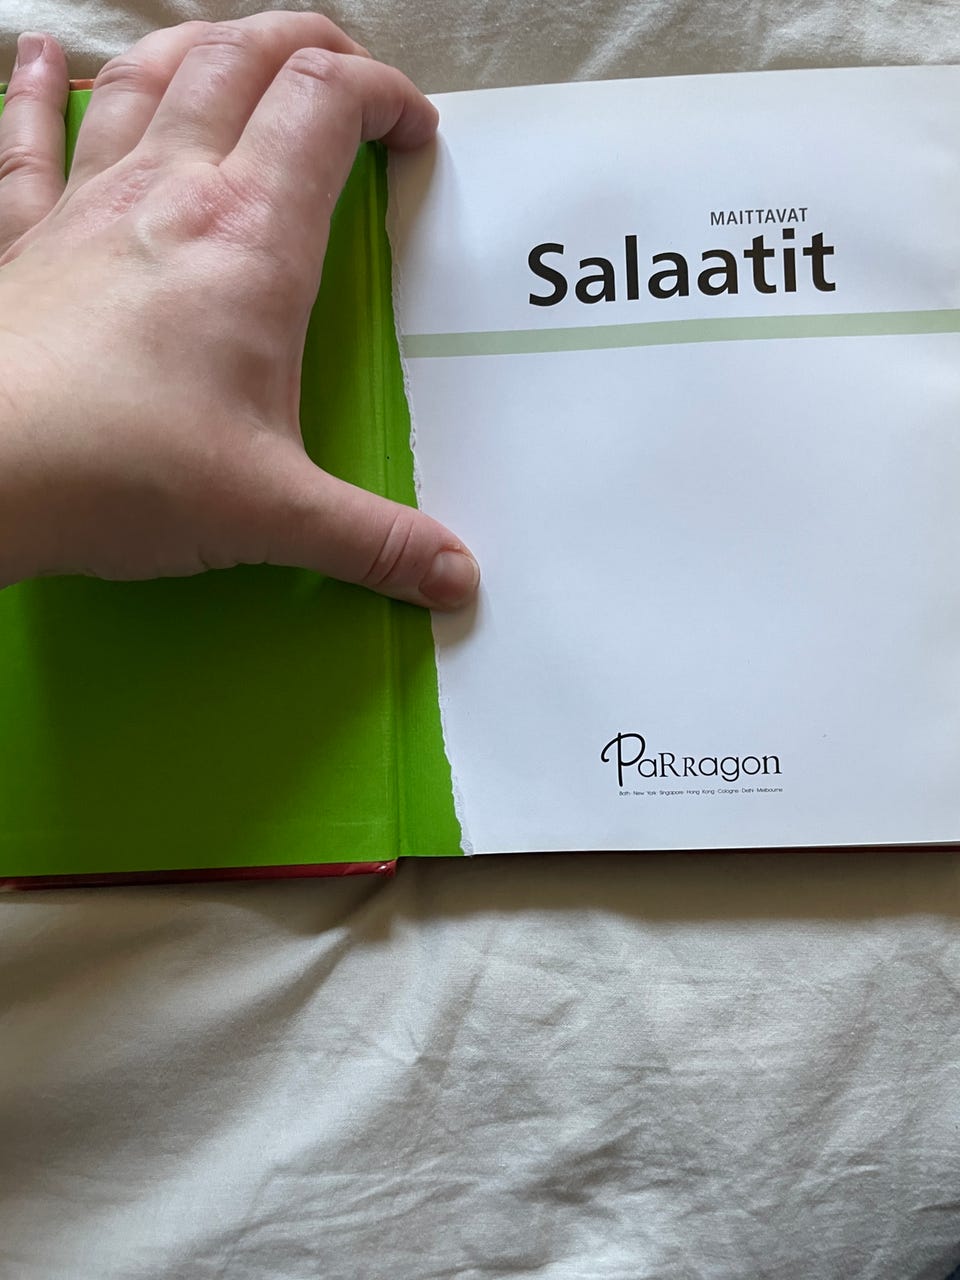 MAITTAVAT
Salaatit
PaRRagon
Bath · New York · Singapore · Hong Kong · Cologne · Delhi · Melbourne